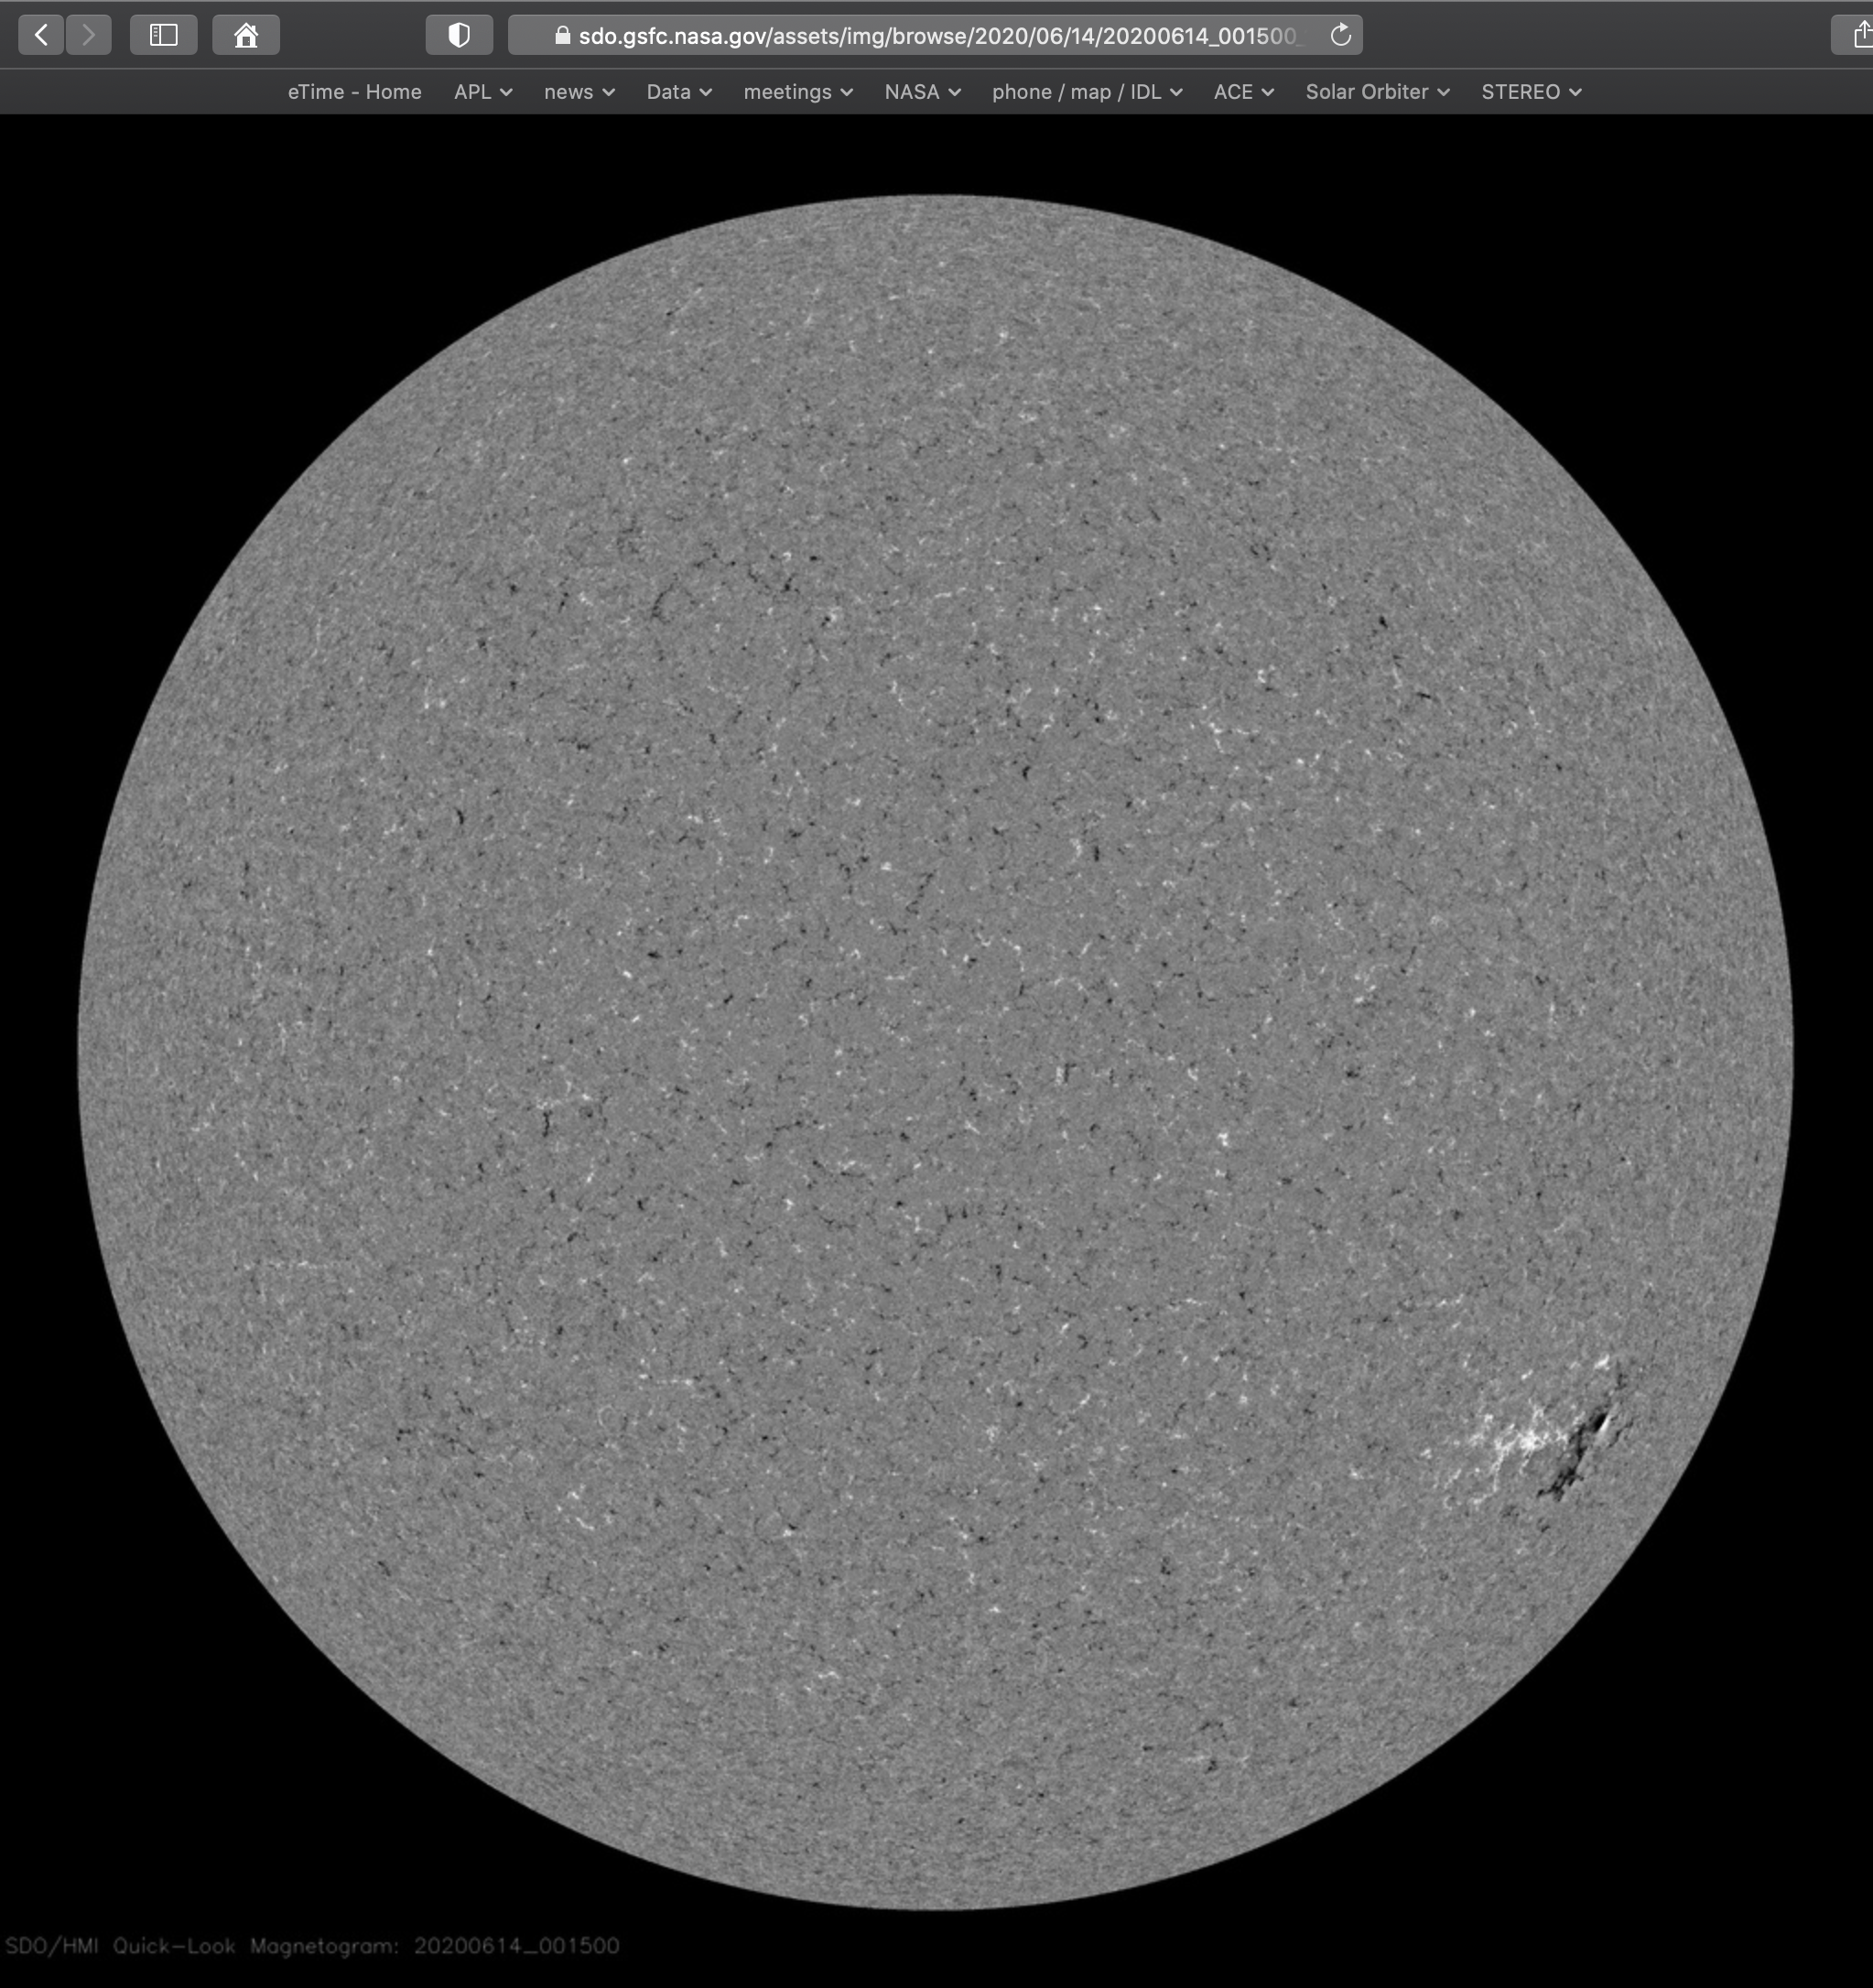 sdo.gsfc.nasa.gov/assets/img/browse/2020/06/14/20200614_001500_
eTime - Home APL news Data meetings NASA phone / map / IDL ACE Solar Orbiter STEREO
SDO/HMI Quick-Look Magnetogram: 20200614_001500